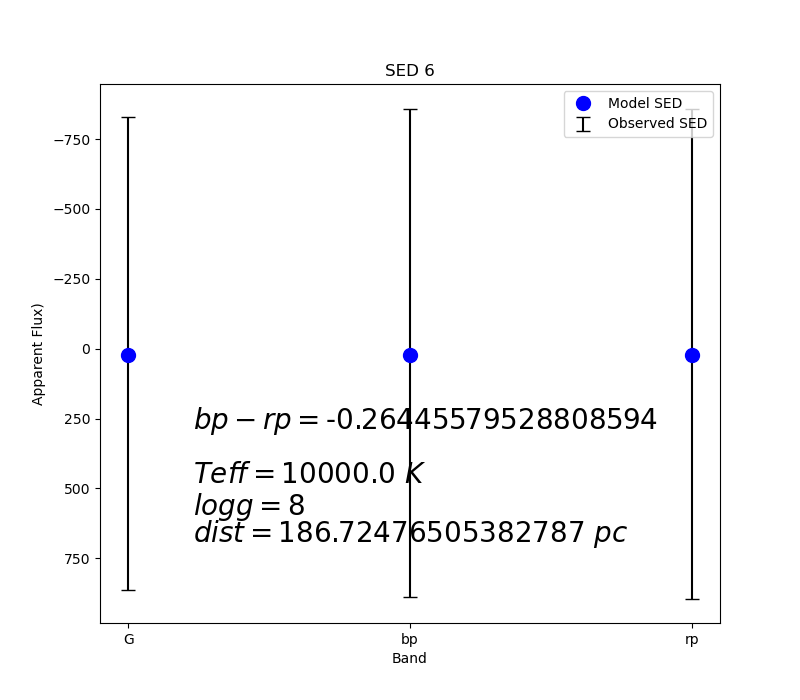 SED 6
Model SED
Observed SED
−750
−500
−250
0
250
500
750
Apparent Flux)
bp − rp = -0.26445579528808594
Teff = 10000.0 K
logg = 8
dist = 186.72476505382787 pc
G
bp
rp
Band